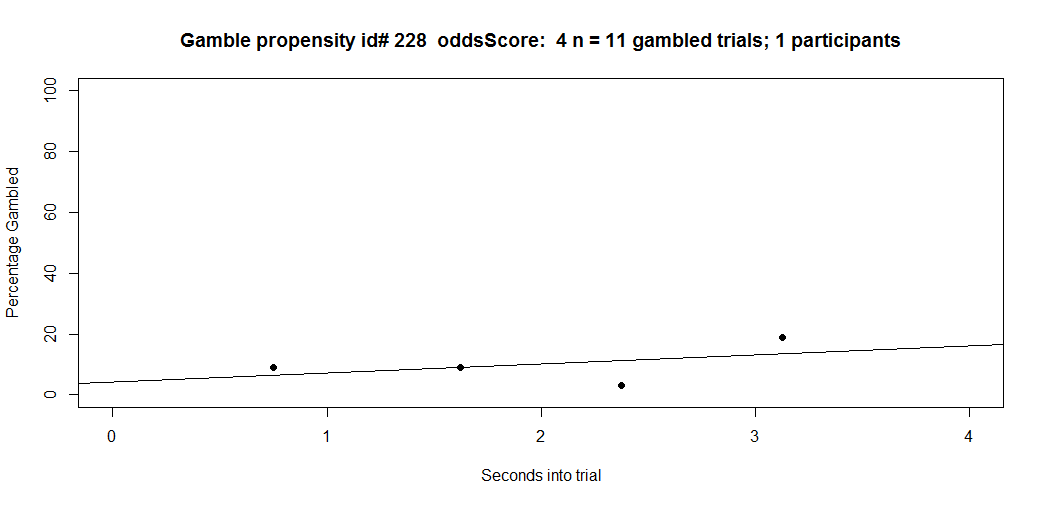 Gamble propensity id# 228  oddsScore:  4 n = 11 gambled trials; 1 participants
Percentage Gambled
100
80
60
40
20
0
0 1 2 3 4
Seconds into trial